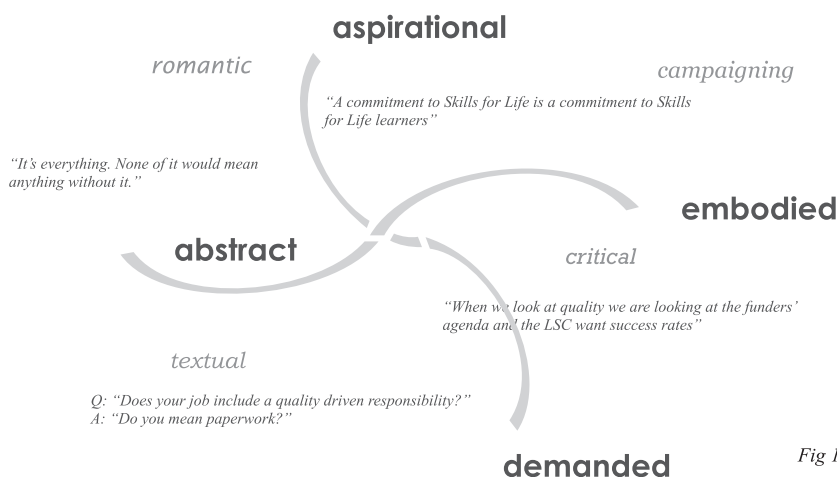 aspirational
romantic
campaigning
“A commitment to Skills for Life is a commitment to Skills
for Life learners”
“It’s everything. None of it would mean
anything without it.”
embodied
abstract
critical
“When we look at quality we are looking at the funders’
agenda and the LSC want success rates”
textual
Q: “Does your job include a quality driven responsibility?”
A: “Do you mean paperwork?”
Fig 1
demanded